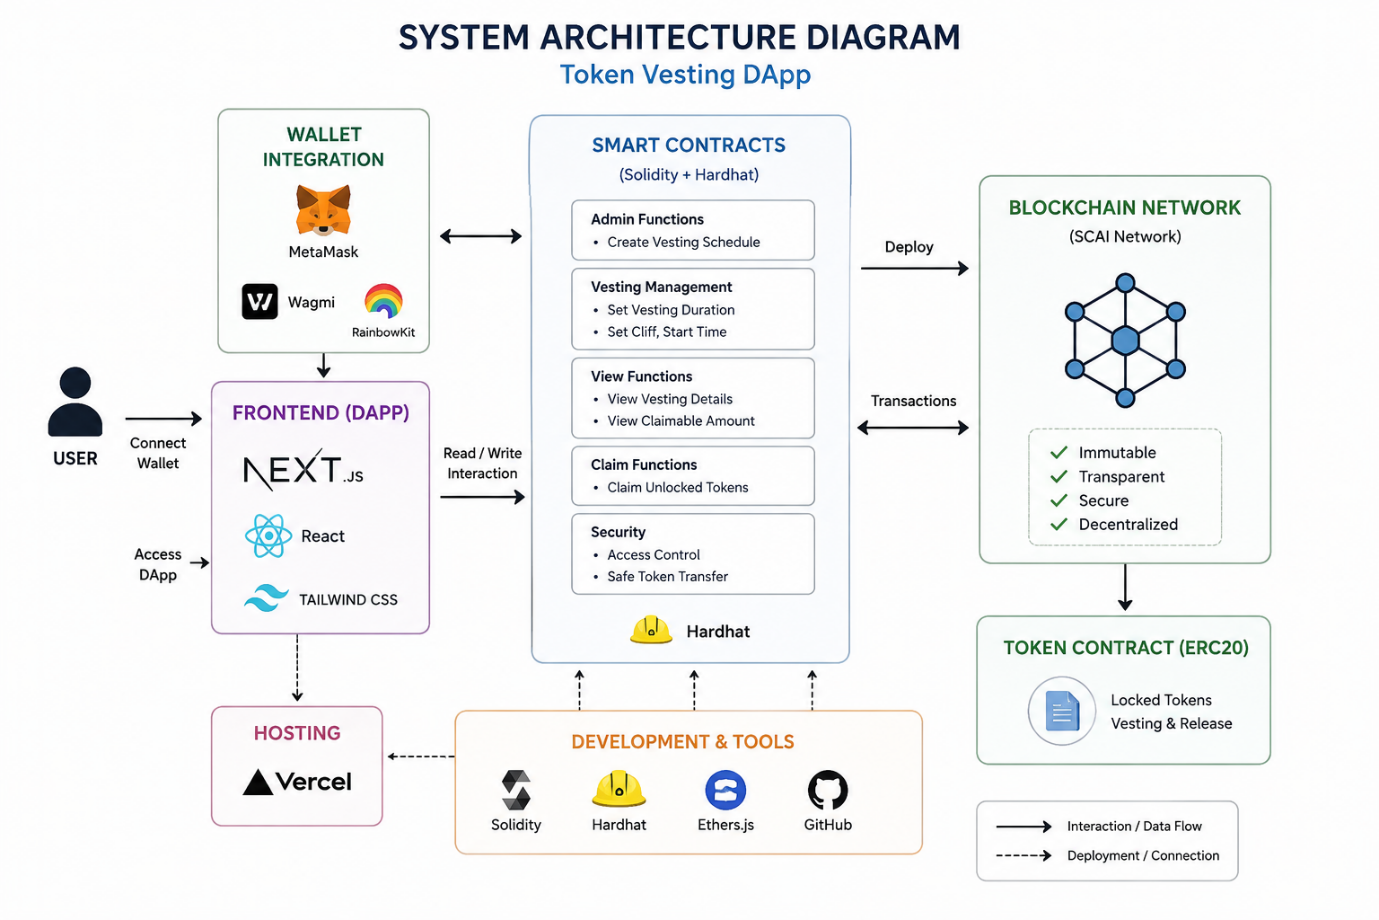 SYSTEM ARCHITECTURE DIAGRAM
Token Vesting DApp
WALLET
INTEGRATION
MetaMask
Wagmi
RainbowKit
USER
Connect
Wallet
Access
DApp
FRONTEND (DAPP)
NEXT.JS
React
TAILWIND CSS
Read / Write
Interaction
HOSTING
Vercel
SMART CONTRACTS
(Solidity + Hardhat)
Admin Functions
• Create Vesting Schedule
Vesting Management
• Set Vesting Duration
• Set Cliff, Start Time
View Functions
• View Vesting Details
• View Claimable Amount
Claim Functions
• Claim Unlocked Tokens
Security
• Access Control
• Safe Token Transfer
Hardhat
DEVELOPMENT & TOOLS
Solidity
Hardhat
Ethers.js
GitHub
Deploy
Transactions
BLOCKCHAIN NETWORK
(SCAI Network)
Immutable
Transparent
Secure
Decentralized
TOKEN CONTRACT (ERC20)
Locked Tokens
Vesting & Release
Interaction / Data Flow
Deployment / Connection